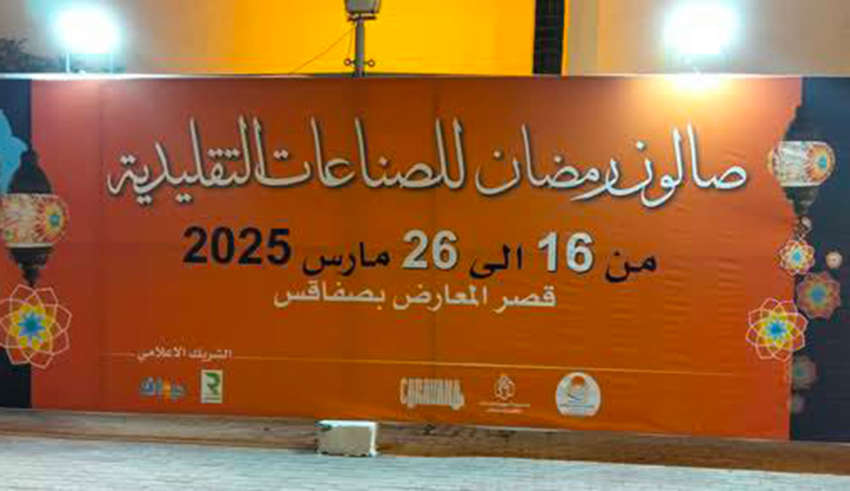 صالون رمضان للصناعات التقليدية
من 16 الى 26 مارس 2025
قصر المعارض بصفاقس
الشريك الاعلامي